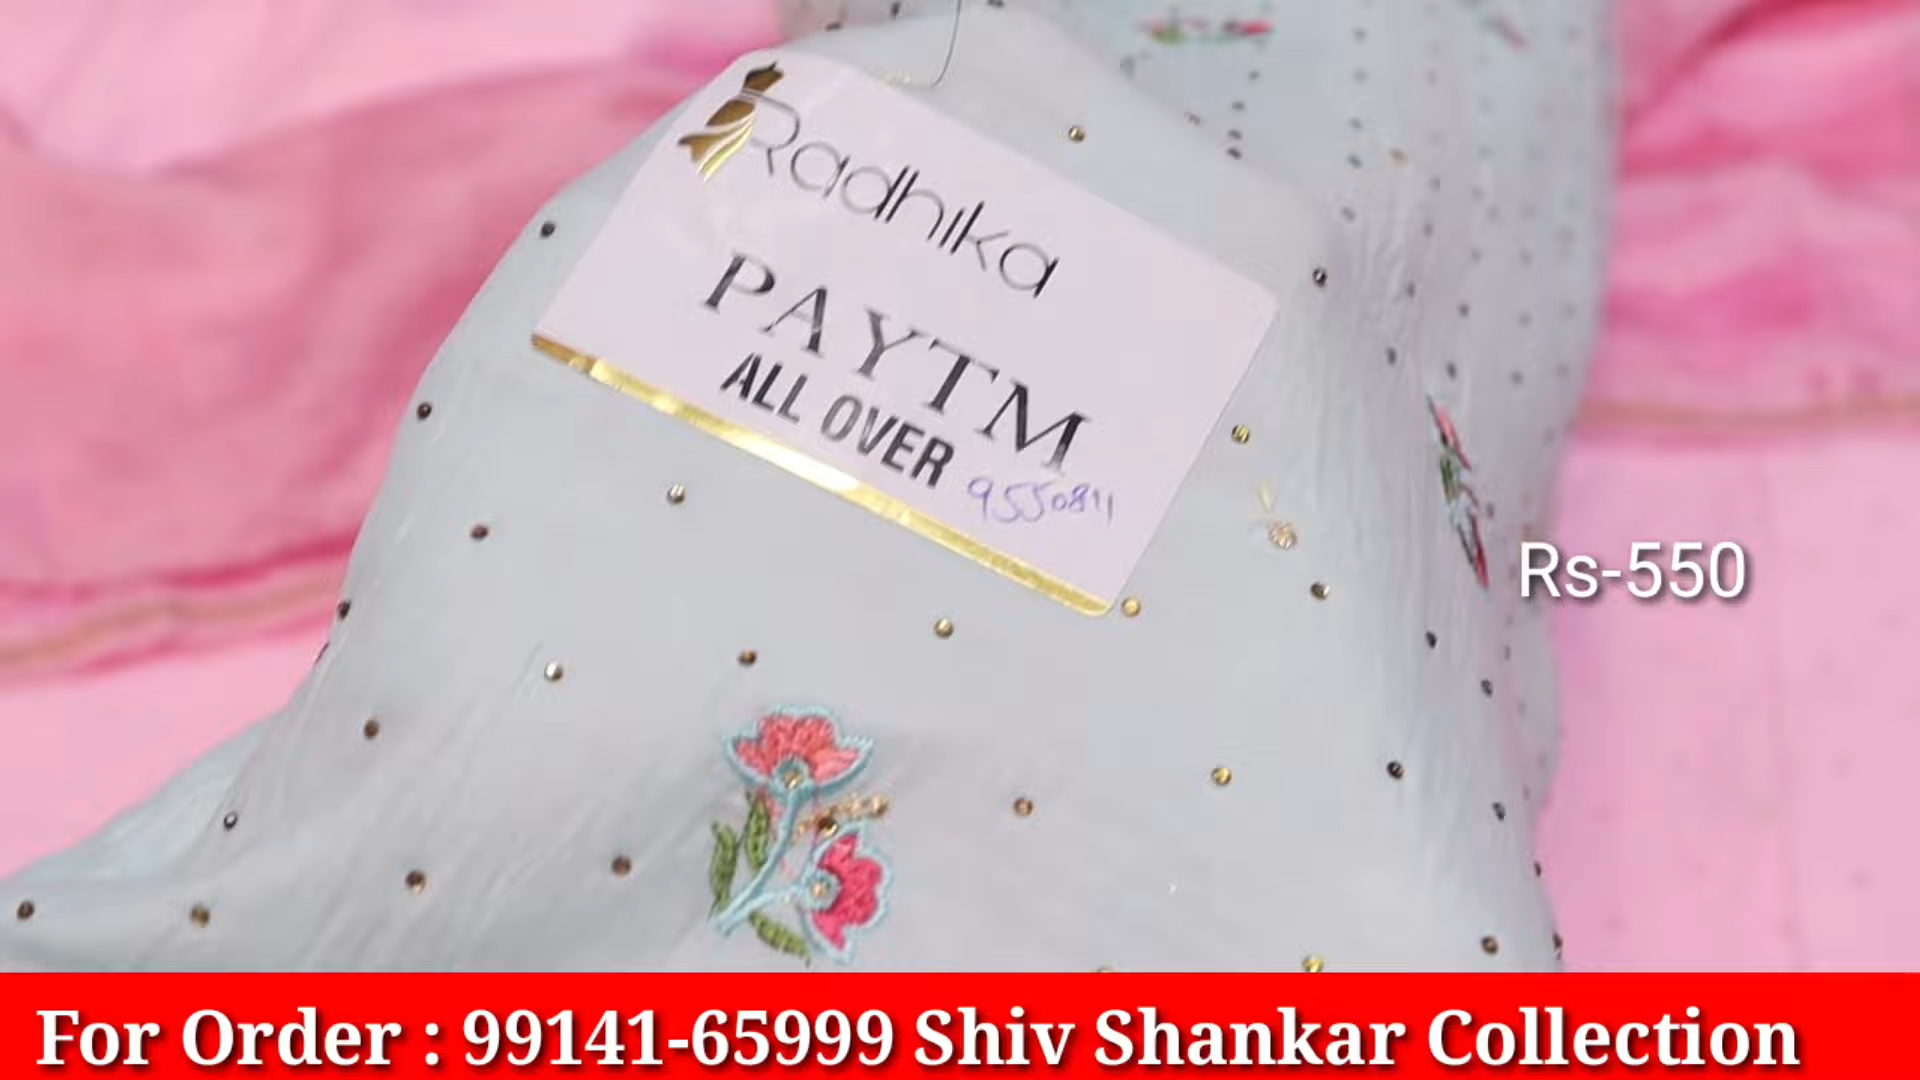 Radhika
PAYTM
ALL OVER
9550811
Rs-550
For Order : 99141-65999 Shiv Shankar Collection